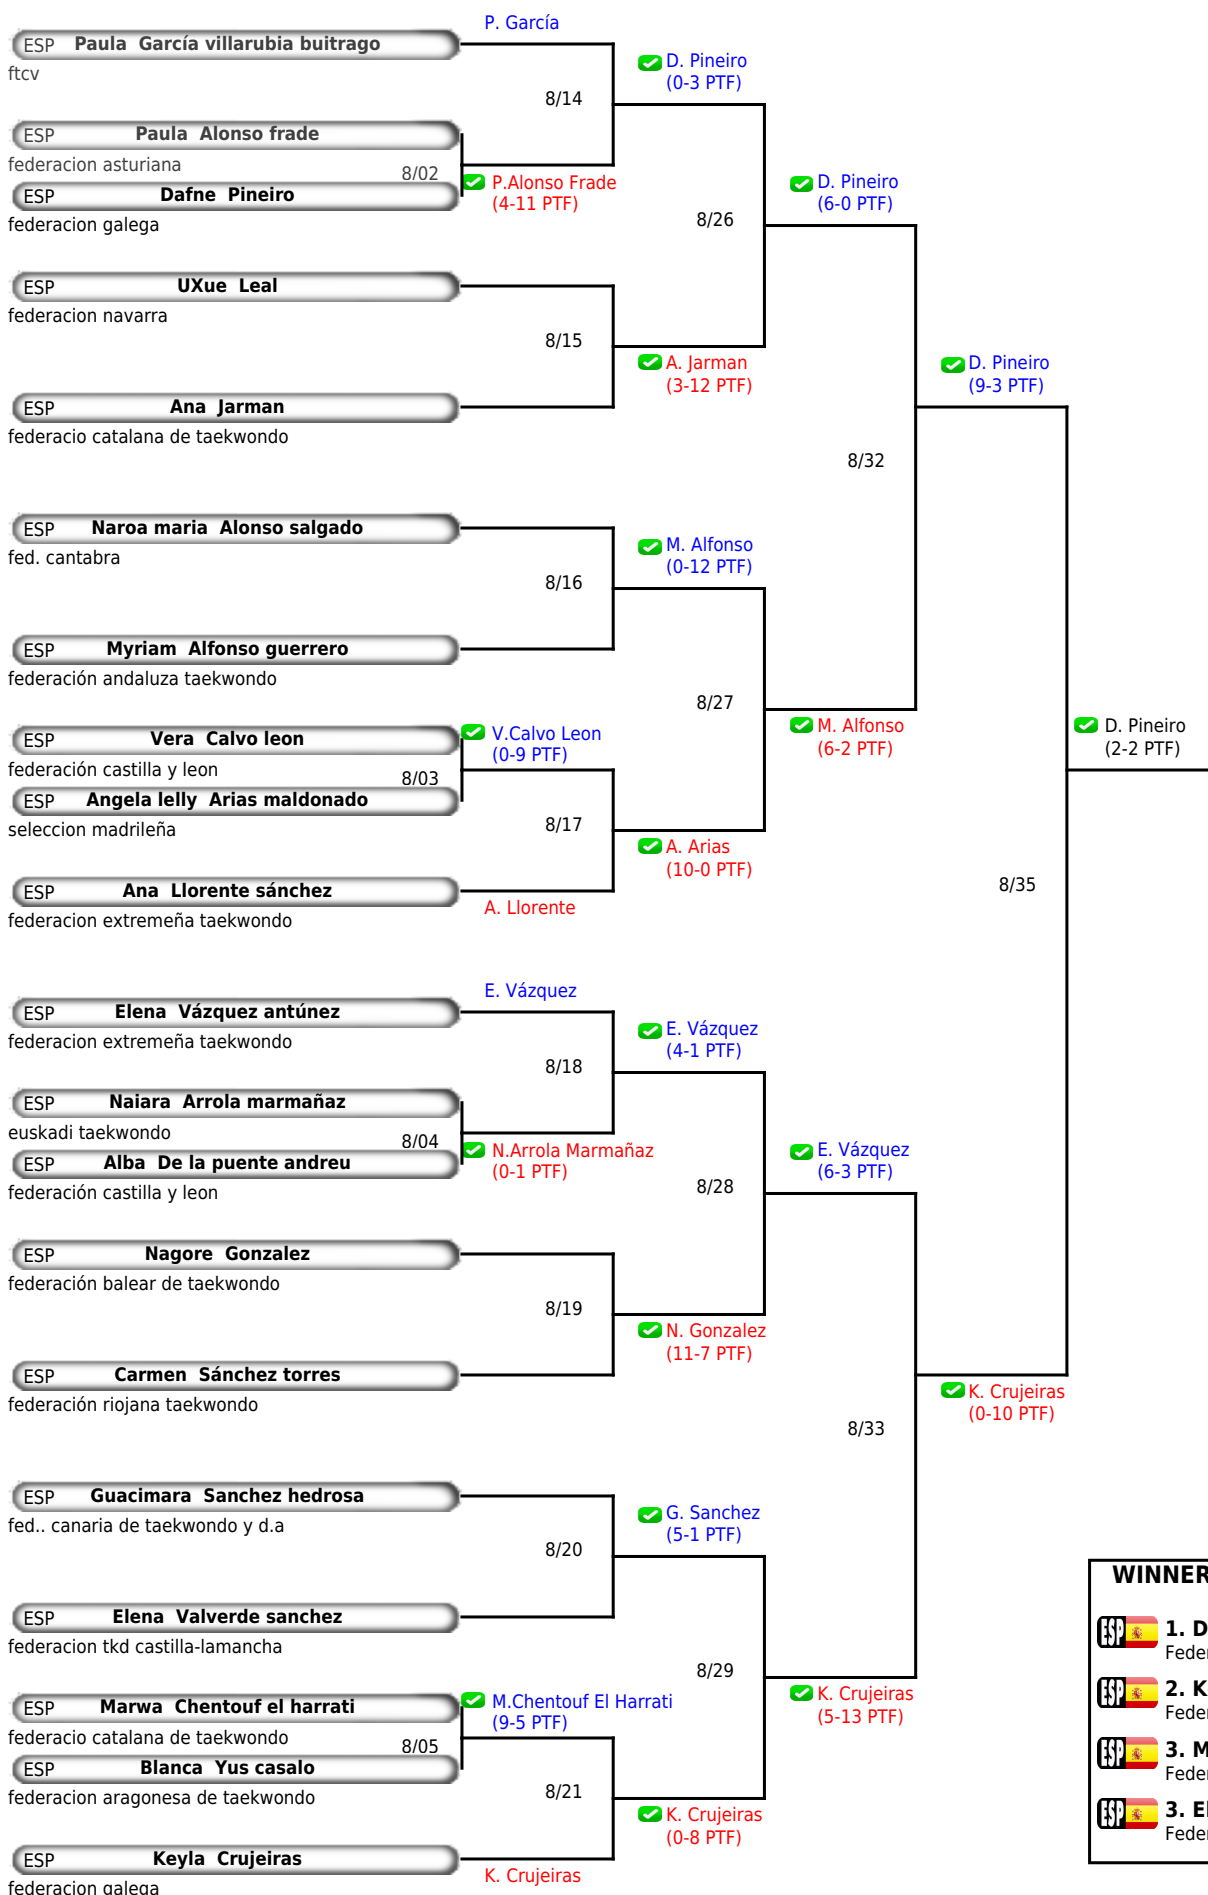 P. García
ESP Paula García villarubia buitrago
ftcv
D. Pineiro
(0-3 PTF)
8/14
ESP Paula Alonso frade
federacion asturiana
8/02
P.Alonso Frade
(4-11 PTF)
ESP Dafne Pineiro
federacion galega
D. Pineiro
(6-0 PTF)
8/26
ESP UXue Leal
federacion navarra
8/15
A. Jarman
(3-12 PTF)
D. Pineiro
(9-3 PTF)
ESP Ana Jarman
federacio catalana de taekwondo
8/32
ESP Naroa maria Alonso salgado
fed. cantabra
M. Alfonso
(0-12 PTF)
8/16
ESP Myriam Alfonso guerrero
federación andaluza taekwondo
8/27
ESP Vera Calvo leon
federación castilla y leon
8/03
V.Calvo Leon
(0-9 PTF)
M. Alfonso
(6-2 PTF)
D. Pineiro
(2-2 PTF)
ESP Angela lelly Arias maldonado
seleccion madrileña
8/17
A. Arias
(10-0 PTF)
ESP Ana Llorente sánchez
federacion extremeña taekwondo
A. Llorente
8/35
E. Vázquez
ESP Elena Vázquez antúnez
federacion extremeña taekwondo
E. Vázquez
(4-1 PTF)
8/18
ESP Naiara Arrola marmañaz
euskadi taekwondo
8/04
N.Arrola Marmañaz
(0-1 PTF)
E. Vázquez
(6-3 PTF)
ESP Alba De la puente andreu
federación castilla y leon
8/28
ESP Nagore Gonzalez
federación balear de taekwondo
8/19
N. Gonzalez
(11-7 PTF)
ESP Carmen Sánchez torres
federación riojana taekwondo
K. Crujeiras
(0-10 PTF)
8/33
ESP Guacimara Sanchez hedrosa
fed.. canaria de taekwondo y d.a
G. Sanchez
(5-1 PTF)
8/20
ESP Elena Valverde sanchez
federacion tkd castilla-lamancha
8/29
ESP Marwa Chentouf el harrati
federacio catalana de taekwondo
8/05
M.Chentouf El Harrati
(9-5 PTF)
K. Crujeiras
(5-13 PTF)
ESP Blanca Yus casalo
federacion aragonesa de taekwondo
8/21
K. Crujeiras
(0-8 PTF)
ESP Keyla Crujeiras
federacion galega
K. Crujeiras
WINNER
ESP 1. D
Feder
ESP 2. K
Feder
ESP 3. M
Feder
ESP 3. El
Feder